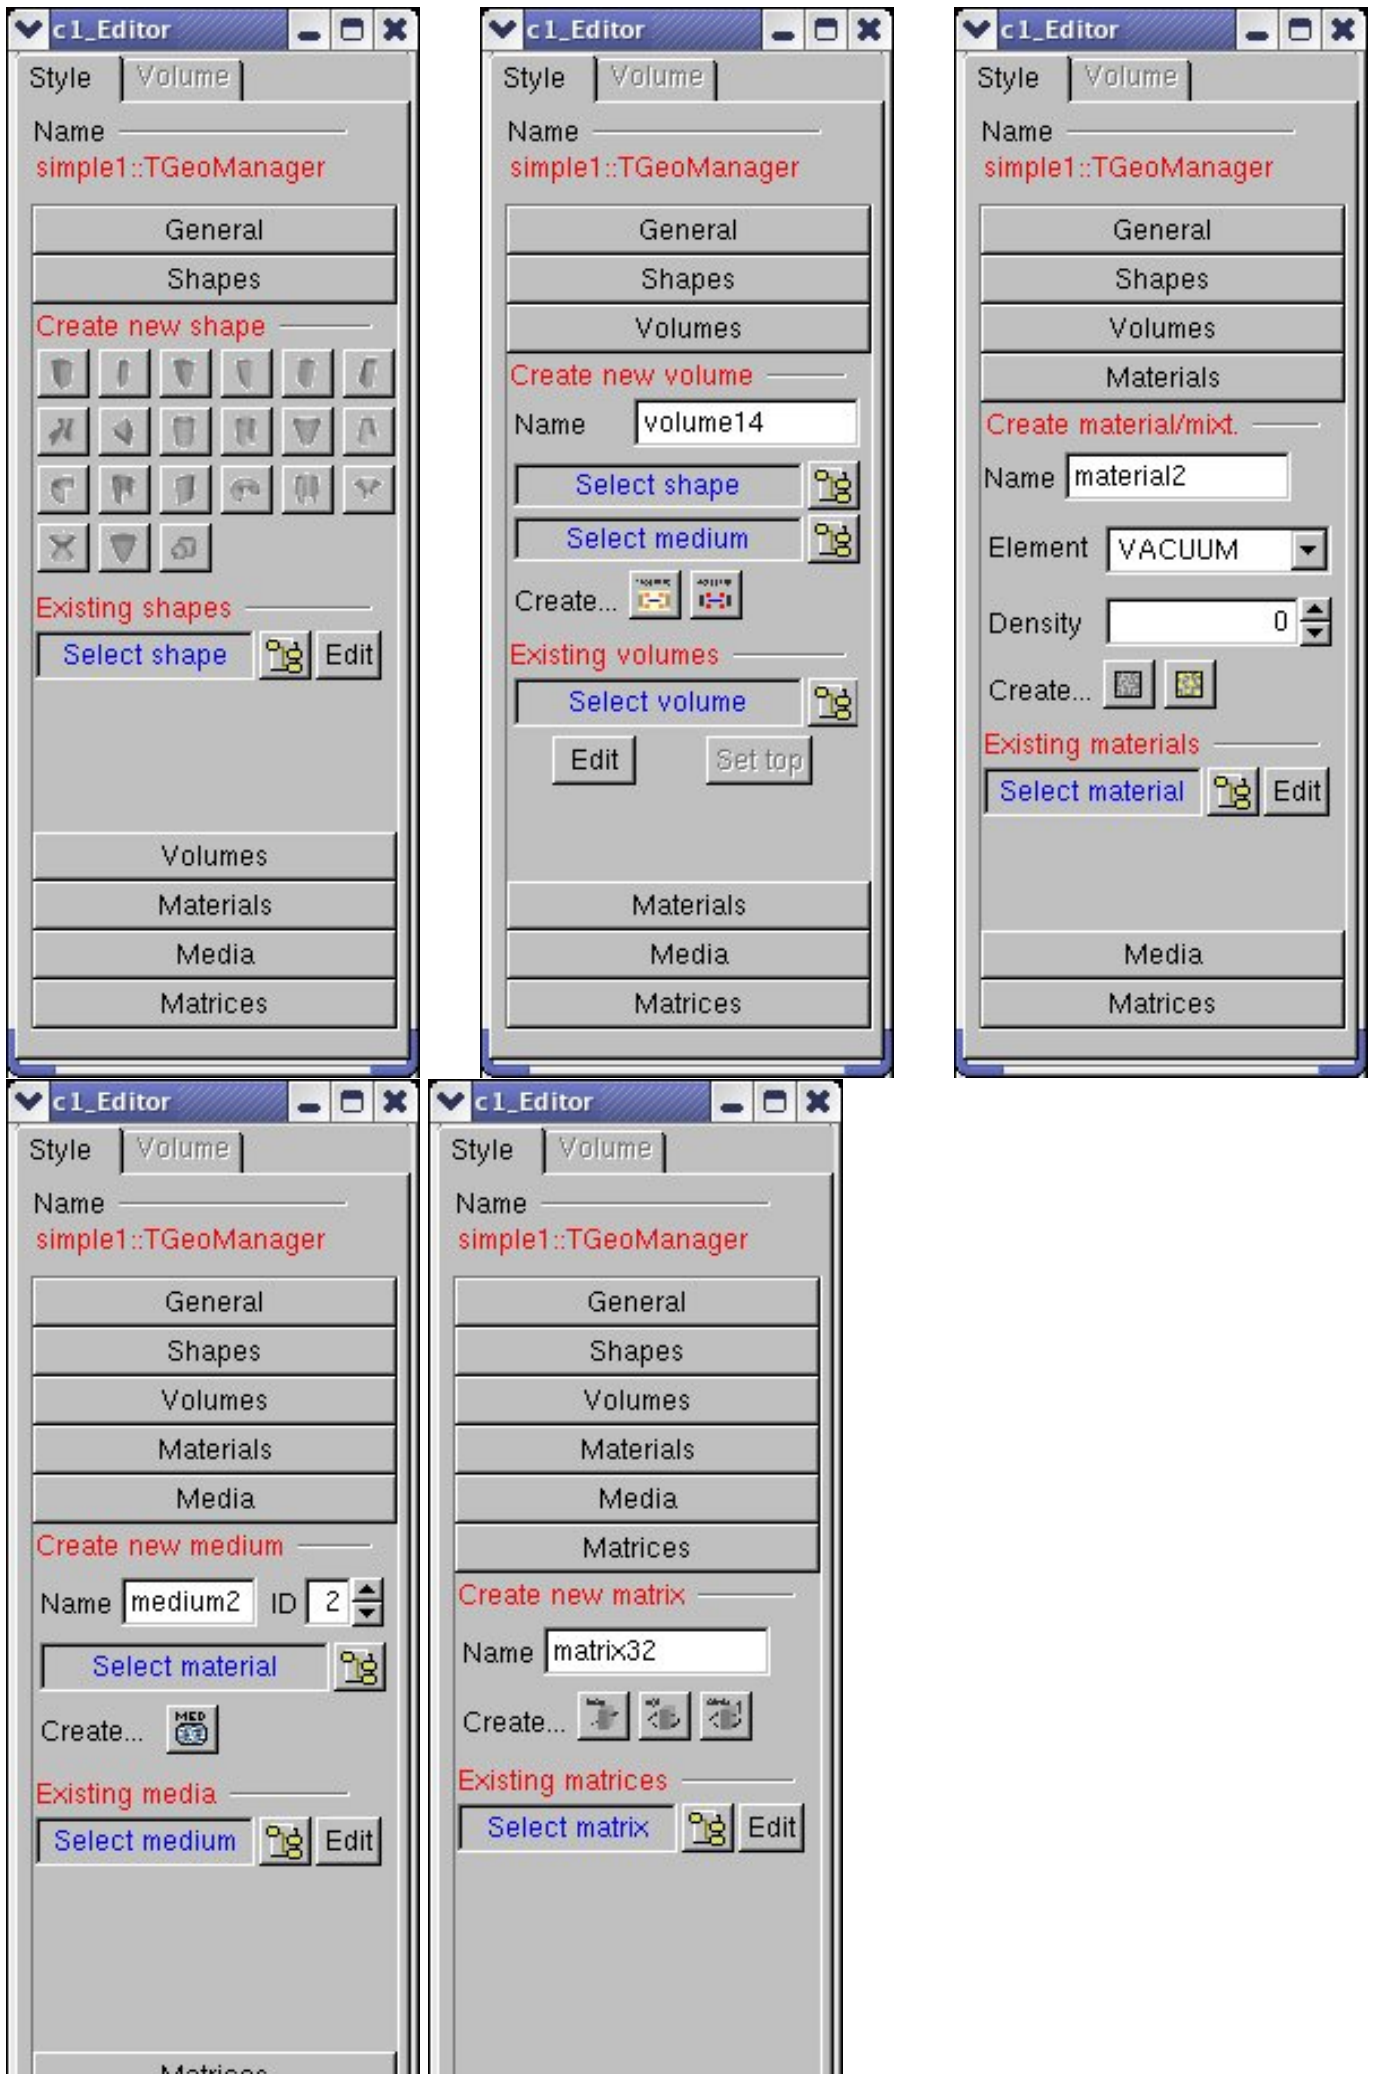 c1_Editor
Style Volume
Name
simple1::TGeoManager
General
Shapes
Create new shape
Existing shapes
Select shape Edit
Volumes
Materials
Media
Matrices
c1_Editor
Style Volume
Name
simple1::TGeoManager
General
Shapes
Volumes
Create new volume
Name volume14
Select shape
Select medium
Create...
Existing volumes
Select volume
Edit Set top
Materials
Media
Matrices
c1_Editor
Style Volume
Name
simple1::TGeoManager
General
Shapes
Volumes
Materials
Create material/mixt.
Name material2
Element VACUUM
Density 0
Create...
Existing materials
Select material Edit
Media
Matrices
c1_Editor
Style Volume
Name
simple1::TGeoManager
General
Shapes
Volumes
Materials
Media
Create new medium
Name medium2 ID 2
Select material
Create... MED
Existing media
Select medium Edit
Matrices
c1_Editor
Style Volume
Name
simple1::TGeoManager
General
Shapes
Volumes
Materials
Media
Matrices
Create new matrix
Name matrix32
Create...
Existing matrices
Select matrix Edit